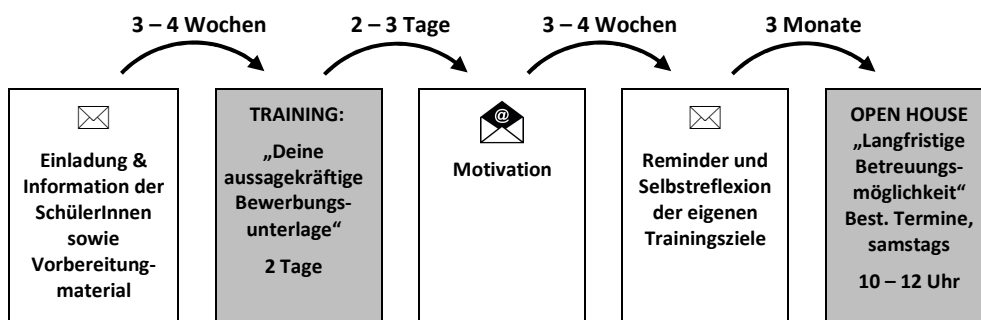 3 – 4 Wochen
2 – 3 Tage
3 – 4 Wochen
3 Monate
Einladung &
Information der
SchülerInnen
sowie
Vorbereitung-
material
TRAINING:
„Deine
aussagekräftige
Bewerbungs-
unterlage“
2 Tage
@
Motivation
Reminder und
Selbstreflexion
der eigenen
Trainingsziele
OPEN HOUSE
„Langfristige
Betreuungs-
möglichkeit“
Best. Termine,
samstags
10 – 12 Uhr